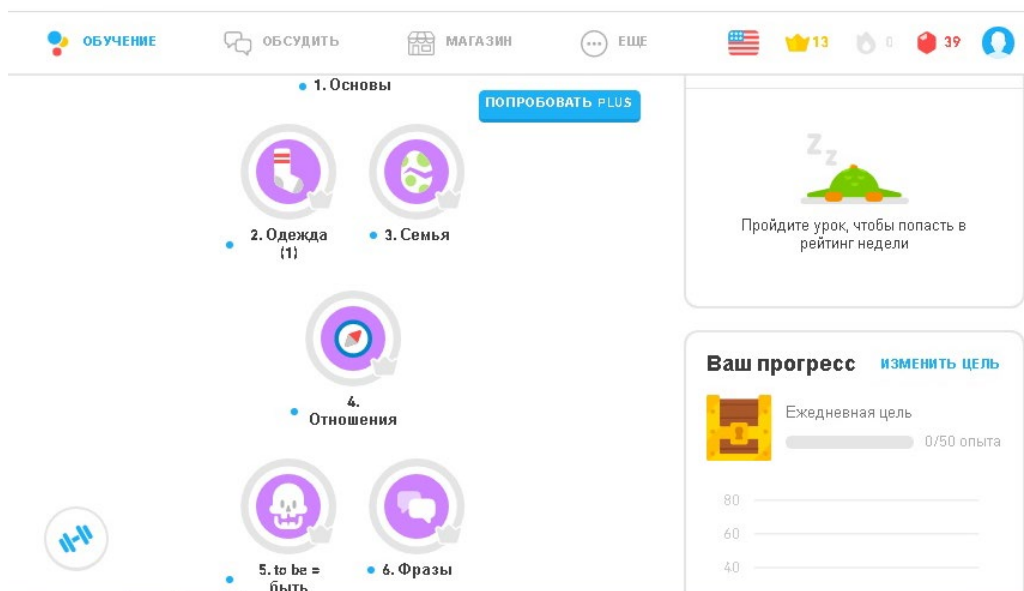 ОБУЧЕНИЕ
ОБСУДИТЬ
МАГАЗИН
ЕЩЕ
13
0
39
1. Основы
ПОПРОБОВАТЬ PLUS
2. Одежда
(1)
3. Семья
4.
Отношения
5. to be =
быть
6. Фразы
Z z
Пройдите урок, чтобы попасть в
рейтинг недели
Ваш прогресс
ИЗМЕНИТЬ ЦЕЛЬ
Ежедневная цель
0/50 опыта
80
60
40